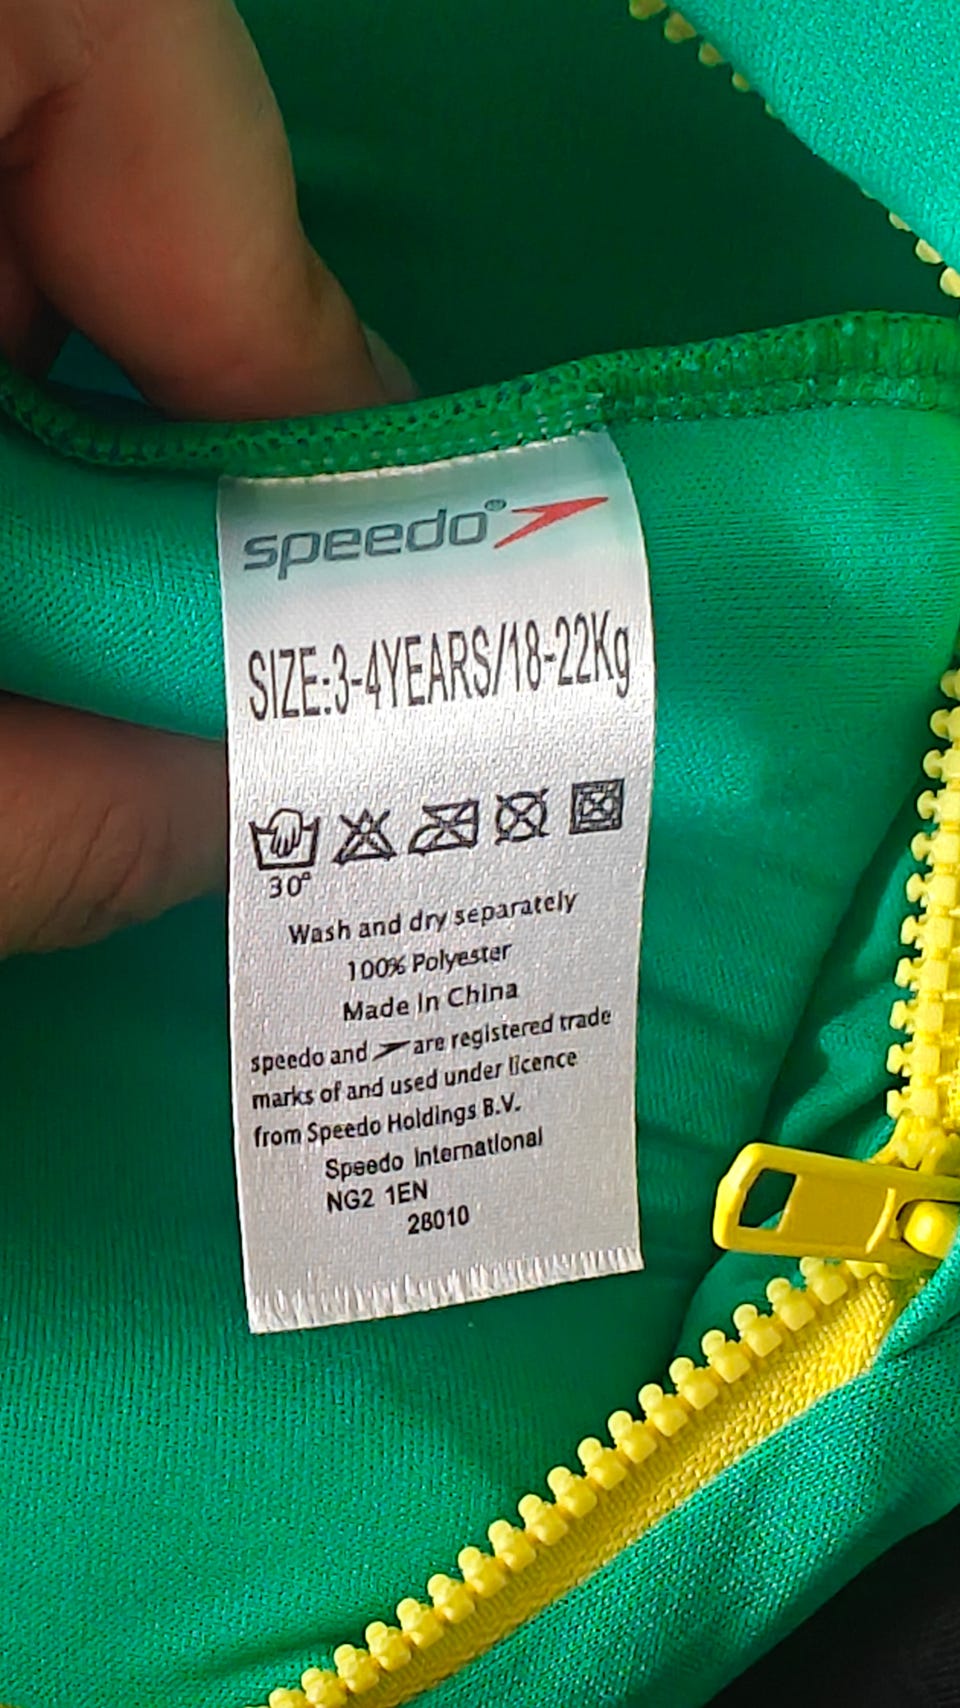 speedo®
SIZE:3-4YEARS/18-22Kg
30°
Wash and dry separately
100% Polyester
Made In China
speedo and are registered trade
marks of and used under licence
from Speedo Holdings B.V.
Speedo International
NG2 1EN
28010